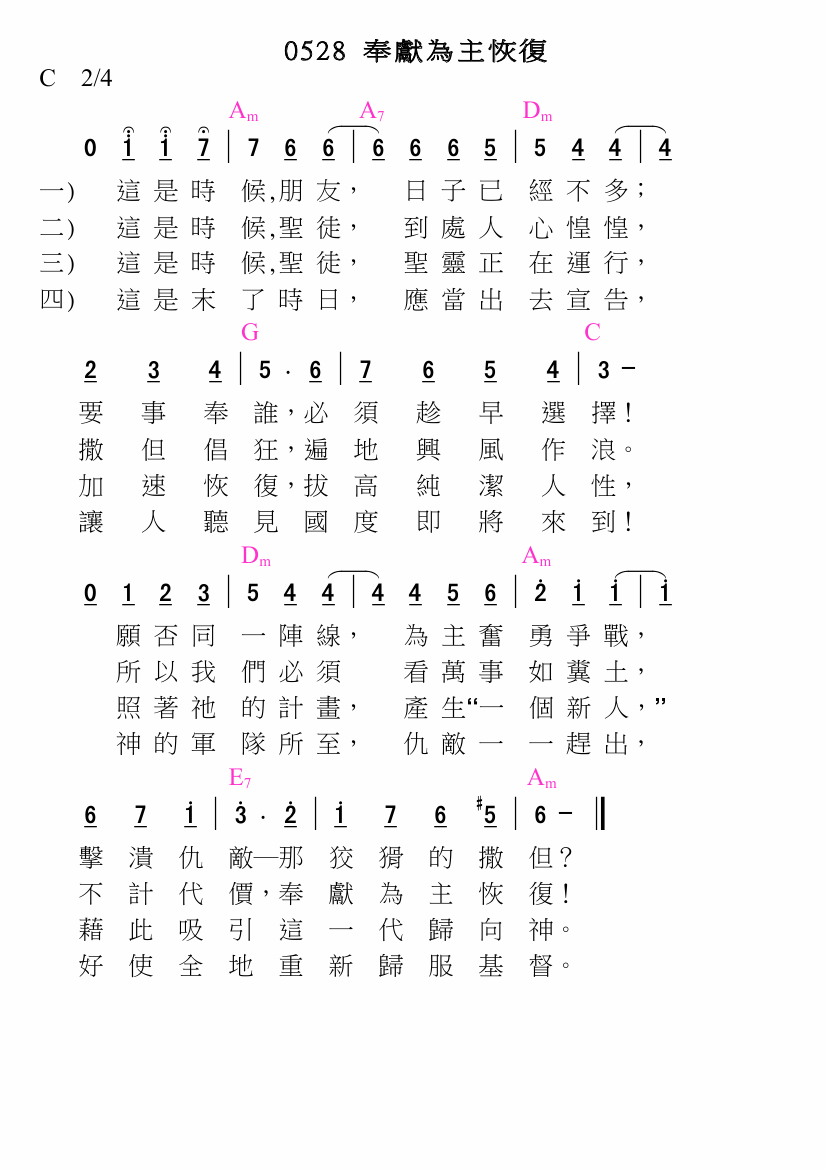 0528 奉獻為主恢復
C 2/4
Am A7 Dm
0 1 1 7 | 7 6 6 | 6 6 6 5 | 5 4 4 | 4
一) 這是時候,朋友, 日子已經不多;
二) 這是時候,聖徒, 到處人心惶惶,
三) 這是時候,聖徒, 聖靈正在運行,
四) 這是末了時日, 應當出去宣告,
G C
2 3 4 | 5 . 6 | 7 6 5 4 | 3 -
要事奉誰,必須趁早選擇!
撒但倡狂,遍地興風作浪。
加速恢復,拔高純潔人性,
讓人聽見國度即將來到!
Dm Am
0 1 2 3 | 5 4 4 | 4 4 5 6 | 2 1 1 | 1
願否同一陣線, 為主奮勇爭戰,
所以我們必須 看萬事如糞土,
照著祂的計畫, 產生“一個新人,”
神的軍隊所至, 仇敵一一趕出,
E7 Am
6 7 1 | 3 . 2 | 1 7 6 #5 | 6 -
擊潰仇敵—那狡猾的撒但?
不計代價,奉獻為主恢復!
藉此吸引這一代歸向神。
好使全地重新歸服基督。